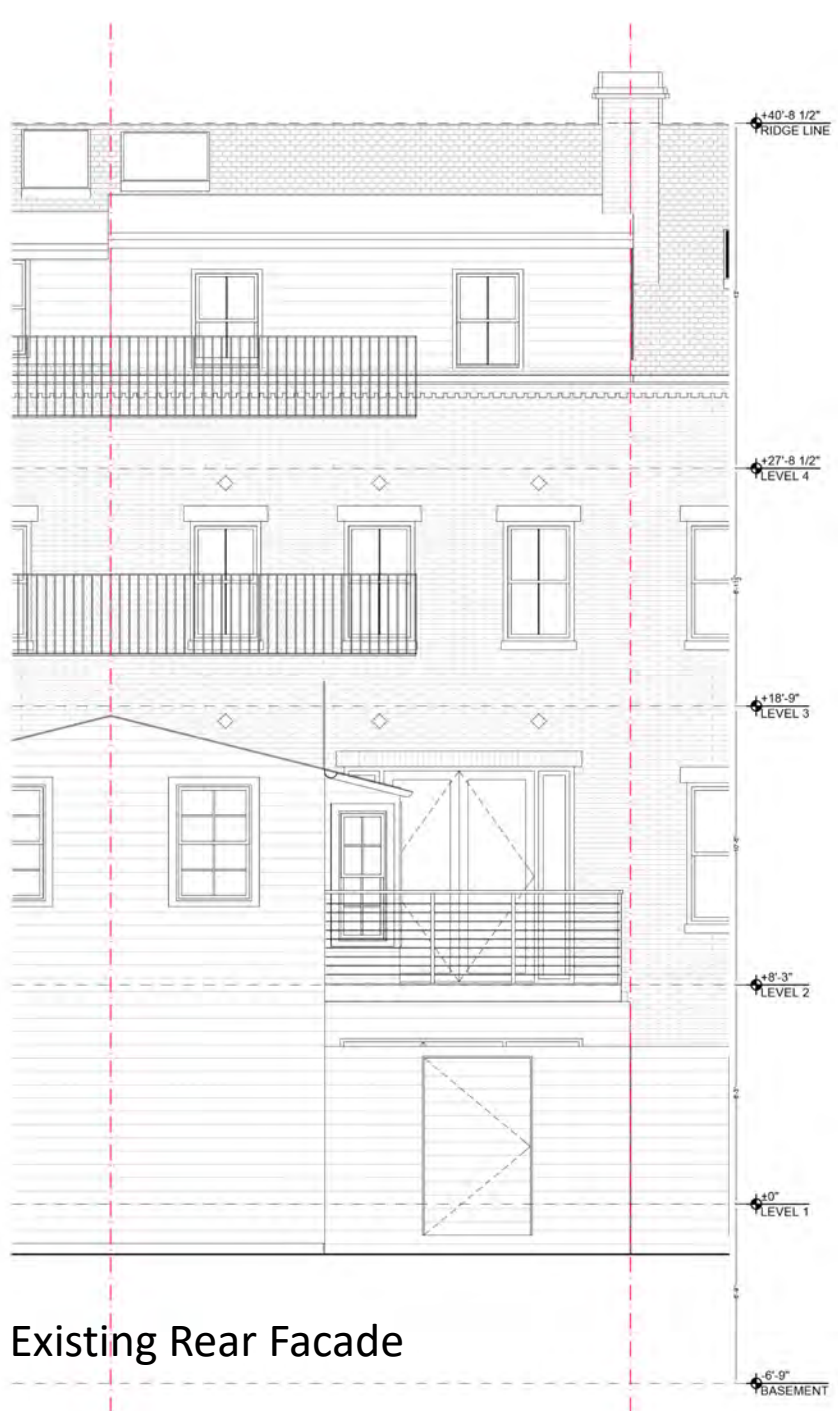 +40'-8 1/2"
RIDGE LINE
+27'-8 1/2"
LEVEL 4
+18'-9"
LEVEL 3
+8'-3"
LEVEL 2
±0"
LEVEL 1
Existing Rear Facade
-6'-9"
BASEMENT